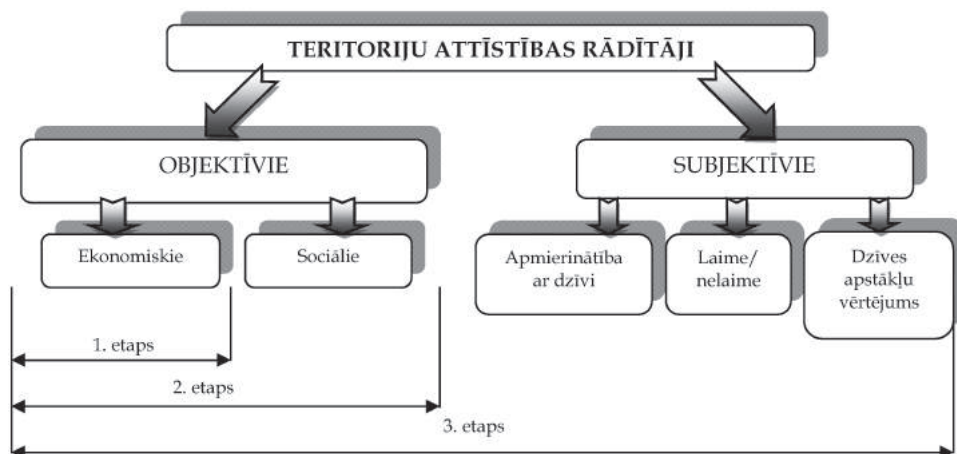 TERITORIJU ATTĪSTĪBAS RĀDĪTĀJI
OBJEKTĪVIE
SUBJEKTĪVIE
Ekonomiskie
Sociālie
Apmierinātība
ar dzīvi
Laime/
nelaime
Dzīves
apstākļu
vērtējums
1. etaps
2. etaps
3. etaps